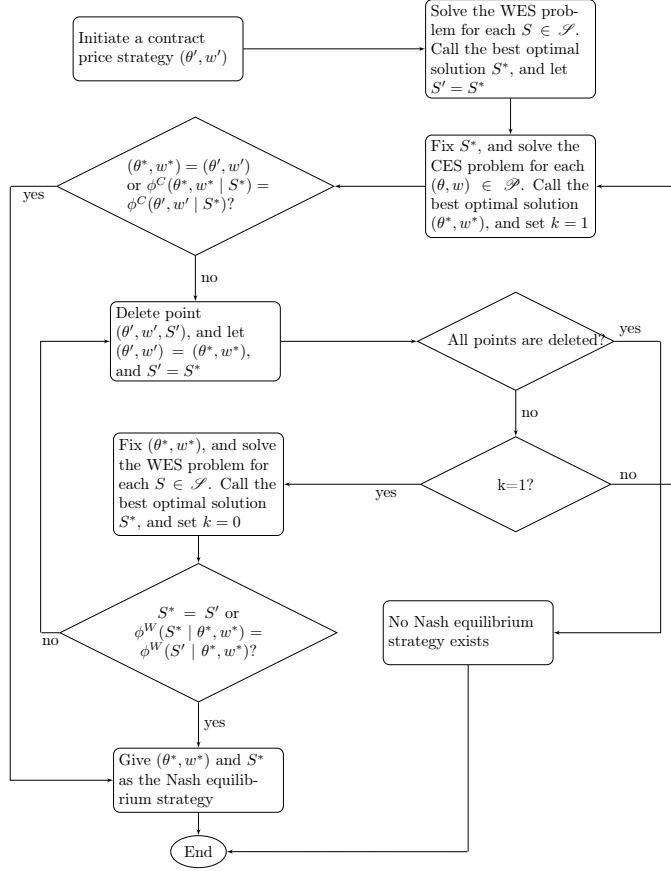 Initiate a contract
price strategy (θ′, w′)
Solve the WES prob-
lem for each S ∈ 𝒮.
Call the best optimal
solution S*, and let
S′ = S*
Fix S*, and solve the
CES problem for each
(θ, w) ∈ 𝒫. Call the
best optimal solution
(θ*, w*), and set k = 1
(θ*, w*) = (θ′, w′)
or ϕ^C(θ*, w* | S*) =
ϕ^C(θ′, w′ | S*)?
yes
no
Delete point
(θ′, w′, S′), and let
(θ′, w′) = (θ*, w*),
and S′ = S*
All points are deleted?
yes
no
Fix (θ*, w*), and solve
the WES problem for
each S ∈ 𝒮. Call the
best optimal solution
S*, and set k = 0
yes
k=1?
no
S* = S′ or
ϕ^W(S* | θ*, w*) =
ϕ^W(S′ | θ*, w*)?
no
yes
No Nash equilibrium
strategy exists
Give (θ*, w*) and S*
as the Nash equilib-
rium strategy
End